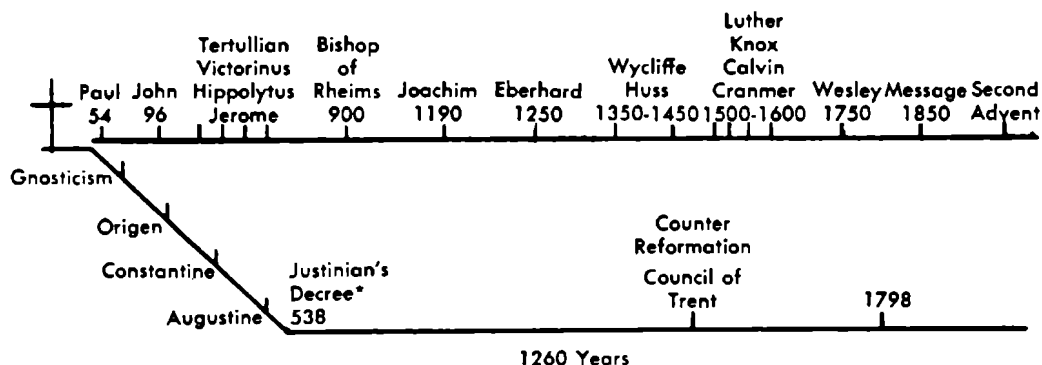 Luther
Tertullian Bishop Knox
Victorinus of Wycliffe Calvin
Paul John Hippolytus Rheims Joachim Eberhard Huss Cranmer Wesley Message Second
54 96 Jerome 900 1190 1250 1350-1450 1500-1600 1750 1850 Advent
Gnosticism
Origen
Constantine
Augustine
Justinian's
Decree*
538
Counter
Reformation
Council of
Trent
1798
1260 Years